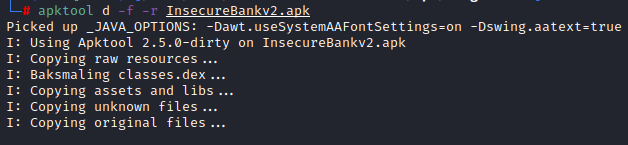 └─# apktool d -f -r InsecureBankv2.apk
Picked up _JAVA_OPTIONS: -Dawt.useSystemAAFontSettings=on -Dswing.aatext=true
I: Using Apktool 2.5.0-dirty on InsecureBankv2.apk
I: Copying raw resources...
I: Baksmaling classes.dex...
I: Copying assets and libs...
I: Copying unknown files...
I: Copying original files...